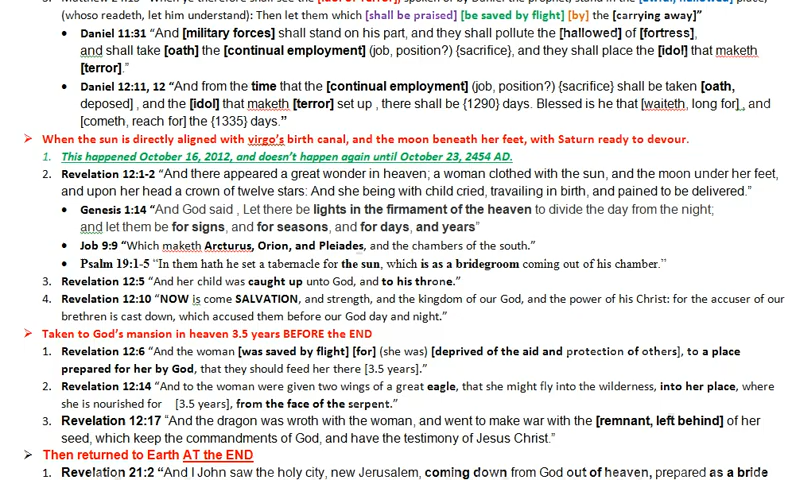 (whoso readeth, let him understand): Then let them which [shall be praised] [be saved by flight] [by] the [carrying away]”
• Daniel 11:31 “And [military forces] shall stand on his part, and they shall pollute the [hallowed] of [fortress],
and shall take [oath] the [continual employment] (job, position?) {sacrifice}, and they shall place the [idol] that maketh
[terror].”
• Daniel 12:11, 12 “And from the time that the [continual employment] (job, position?) {sacrifice} shall be taken [oath,
deposed] , and the [idol] that maketh [terror] set up , there shall be {1290} days. Blessed is he that [waiteth, long for], and
[cometh, reach for] the {1335} days.”
➢ When the sun is directly aligned with virgo’s birth canal, and the moon beneath her feet, with Saturn ready to devour.
1. This happened October 16, 2012, and doesn’t happen again until October 23, 2454 AD.
2. Revelation 12:1-2 “And there appeared a great wonder in heaven; a woman clothed with the sun, and the moon under her feet,
and upon her head a crown of twelve stars: And she being with child cried, travailing in birth, and pained to be delivered.”
• Genesis 1:14 “And God said , Let there be lights in the firmament of the heaven to divide the day from the night;
and let them be for signs, and for seasons, and for days, and years”
• Job 9:9 “Which maketh Arcturus, Orion, and Pleiades, and the chambers of the south.”
• Psalm 19:1-5 “In them hath he set a tabernacle for the sun, which is as a bridegroom coming out of his chamber.”
3. Revelation 12:5 “And her child was caught up unto God, and to his throne.”
4. Revelation 12:10 “NOW is come SALVATION, and strength, and the kingdom of our God, and the power of his Christ: for the accuser of our
brethren is cast down, which accused them before our God day and night.”
➢ Taken to God’s mansion in heaven 3.5 years BEFORE the END
1. Revelation 12:6 “And the woman [was saved by flight] [for] (she was) [deprived of the aid and protection of others], to a place
prepared for her by God, that they should feed her there [3.5 years].”
2. Revelation 12:14 “And to the woman were given two wings of a great eagle, that she might fly into the wilderness, into her place, where
she is nourished for [3.5 years], from the face of the serpent.”
3. Revelation 12:17 “And the dragon was wroth with the woman, and went to make war with the [remnant, left behind] of her
seed, which keep the commandments of God, and have the testimony of Jesus Christ.”
➢ Then returned to Earth AT the END
1. Revelation 21:2 “And I John saw the holy city, new Jerusalem, coming down from God out of heaven, prepared as a bride